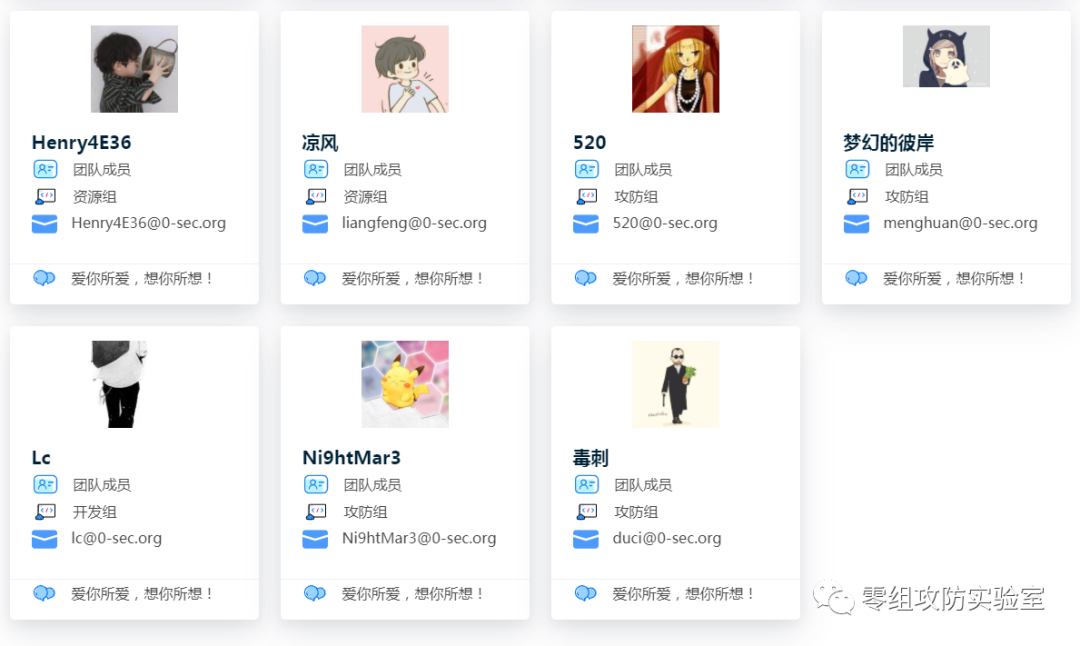 Henry4E36
团队成员
资源组
Henry4E36@0-sec.org
爱你所爱，想你所想！
凉风
团队成员
资源组
liangfeng@0-sec.org
爱你所爱，想你所想！
520
团队成员
攻防组
520@0-sec.org
爱你所爱，想你所想！
梦幻的彼岸
团队成员
攻防组
menghuan@0-sec.org
爱你所爱，想你所想！
Lc
团队成员
开发组
lc@0-sec.org
爱你所爱，想你所想！
Ni9htMar3
团队成员
攻防组
Ni9htMar3@0-sec.org
爱你所爱，想你所想！
毒刺
团队成员
攻防组
duci@0-sec.org
爱你所爱，想你所想！
零组攻防实验室